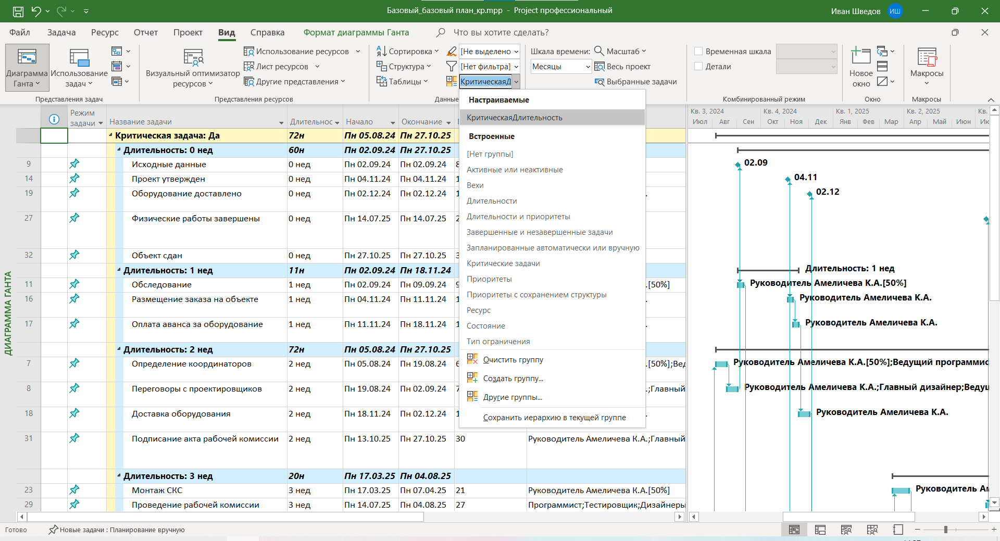 Базовый_базовый план_кр.mpp - Project профессиональный
Иван Шведов ИШ
Файл Задача Ресурс Отчет Проект Вид Справка Формат диаграммы Ганта Что вы хотите сделать?
Диаграмма Ганта
Использование задач
Представления задач
Визуальный оптимизатор ресурсов
Использование ресурсов
Лист ресурсов
Другие представления
Представления ресурсов
Сортировка
Структура
Таблицы
[Не выделено
[Нет фильтра]
КритическаяД
Данные
Шкала времени:
Месяцы
Масштаб
Весь проект
Выбранные задачи
Временная шкала
Детали
Комбинированный режим
Новое окно
Окно
Макросы
Макросы
Настраиваемые
КритическаяДлительность
Встроенные
[Нет группы]
Активные или неактивные
Вехи
Длительности
Длительности и приоритеты
Завершенные и незавершенные задачи
Запланированные автоматически или вручную
Критические задачи
Приоритеты
Приоритеты с сохранением структуры
Ресурс
Состояние
Тип ограничения
Очистить группу
Создать группу...
Другие группы...
Сохранить иерархию в текущей группе
ДИАГРАММА ГАНТА
Режим задачи Название задачи Длительнос Начало Окончание
Критическая задача: Да 72н Пн 05.08.24 Пн 27.10.25
Длительность: 0 нед 60н Пн 02.09.24 Пн 27.10.25
9 Исходные данные 0 нед Пн 02.09.24 Пн 02.09.24 8
14 Проект утвержден 0 нед Пн 04.11.24 Пн 04.11.24 1
19 Оборудование доставлено 0 нед Пн 02.12.24 Пн 02.12.24 1 .
27 Физические работы завершены 0 нед Пн 14.07.25 Пн 14.07.25 2
32 Объект сдан 0 нед Пн 27.10.25 Пн 27.10.25 3
Длительность: 1 нед 11н Пн 02.09.24 Пн 18.11.24
11 Обследование 1 нед Пн 02.09.24 Пн 09.09.24 9 .[50%]
16 Размещение заказа на объекте 1 нед Пн 04.11.24 Пн 11.11.24 1 .
17 Оплата аванса за оборудование 1 нед Пн 11.11.24 Пн 18.11.24 1 .
Длительность: 2 нед 72н Пн 05.08.24 Пн 27.10.25
7 Определение координаторов 2 нед Пн 05.08.24 Пн 19.08.24 6 .[50%];Вед
8 Переговоры с проектировщиков 2 нед Пн 19.08.24 Пн 02.09.24 7 .;Главный
18 Доставка оборудования 2 нед Пн 18.11.24 Пн 02.12.24 1 .
31 Подписание акта рабочей комиссии 2 нед Пн 13.10.25 Пн 27.10.25 30 Руководитель Амеличева К.А.;Главный
Длительность: 3 нед 20н Пн 17.03.25 Пн 04.08.25
23 Монтаж СКС 3 нед Пн 17.03.25 Пн 07.04.25 21 Руководитель Амеличева К.А.[50%]
29 Проведение рабочей комиссии 3 нед Пн 14.07.25 Пн 04.08.25 27 Программист;Тестировщик;Дизайнеры
Кв. 3, 2024 Кв. 4, 2024 Кв. 1, 2025 Кв. 2, 2025 Кв.
Июл Авг Сен Окт Ноя Дек Янв Фев Мар Апр Май Июн Ию
02.09
04.11
02.12
Длительность: 1 нед
Руководитель Амеличева К.А.[50%]
Руководитель Амеличева К.А.
Руководитель Амеличева К.А.
Руководитель Амеличева К.А.[50%];Ведущий программис
Руководитель Амеличева К.А.;Главный дизайнер;Ведущ
Руководитель Амеличева К.А.
Руководитель Ам
Готово Новые задачи : Планирование вручную